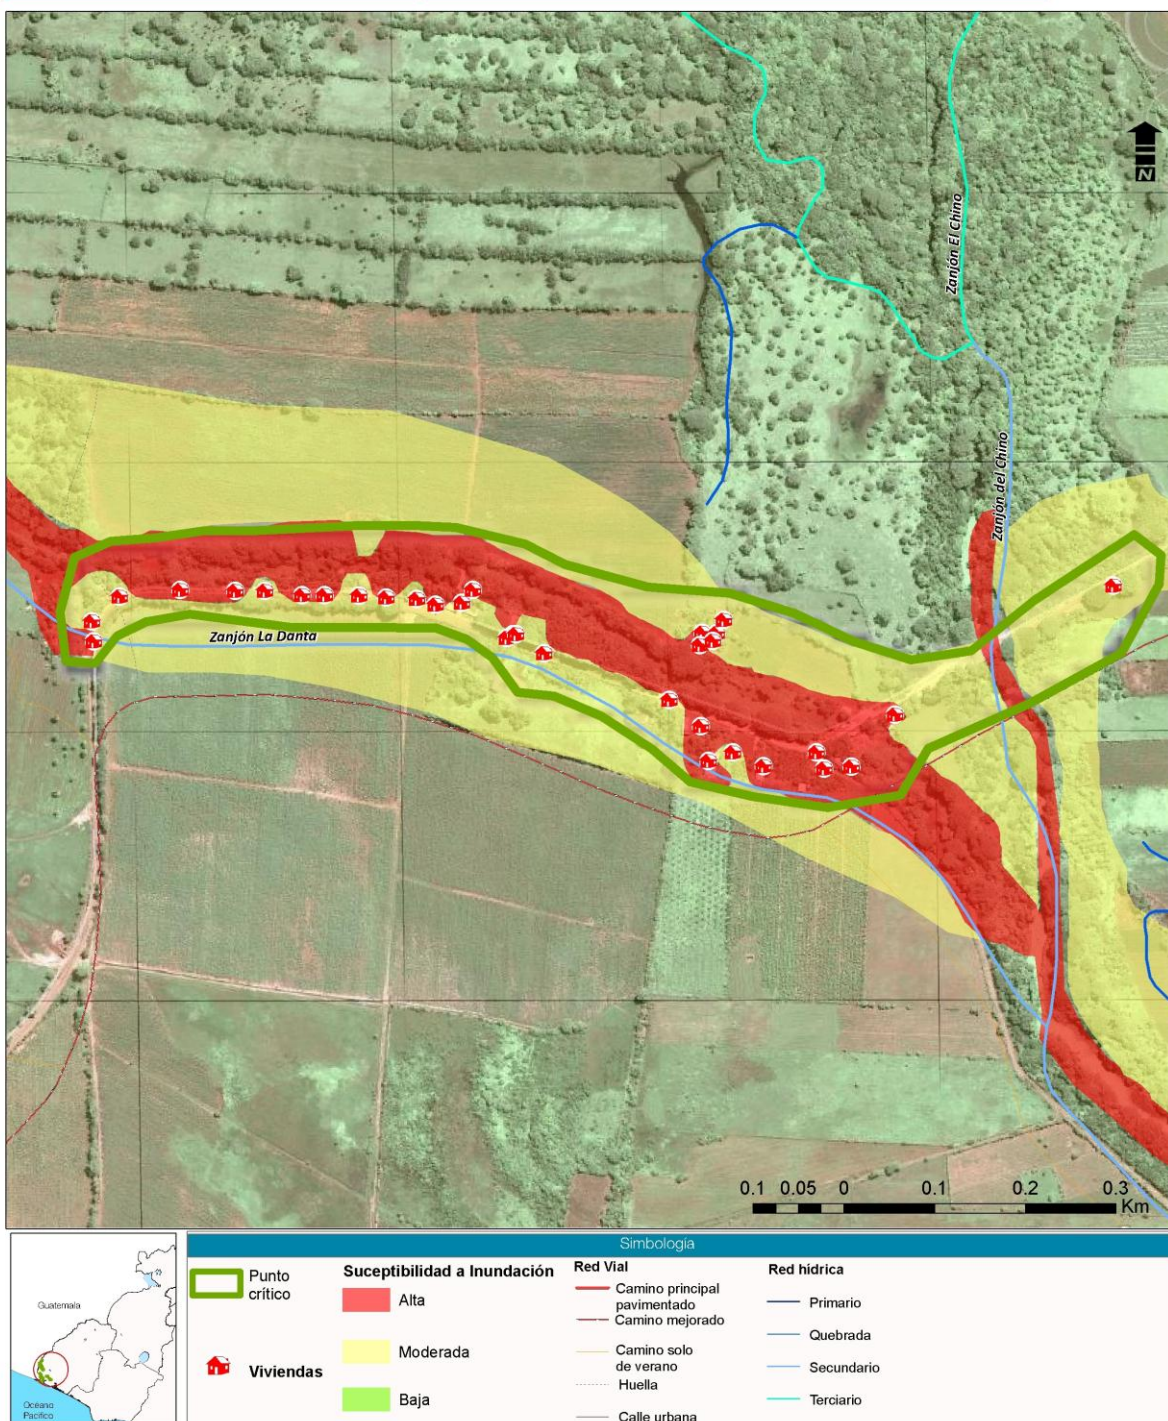 N
Zanjón El Chino
Zanjón del Chino
Zanjón La Danta
0.1 0.05 0 0.1 0.2 0.3
Km
Simbología
Punto
crítico
Viviendas
Suceptibilidad a Inundación
Alta
Moderada
Baja
Red Vial
Camino principal
pavimentado
Camino mejorado
Camino solo
de verano
Huella
Calle urbana
Red hídrica
Primario
Quebrada
Secundario
Terciario
Guatemala
Océano
Pacifico